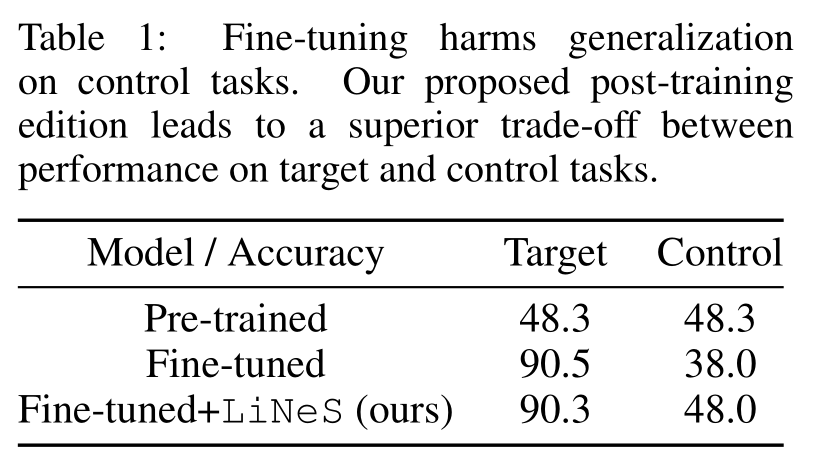 Table 1: Fine-tuning harms generalization
on control tasks. Our proposed post-training
edition leads to a superior trade-off between
performance on target and control tasks.
Model / Accuracy Target Control
Pre-trained 48.3 48.3
Fine-tuned 90.5 38.0
Fine-tuned+LiNeS (ours) 90.3 48.0